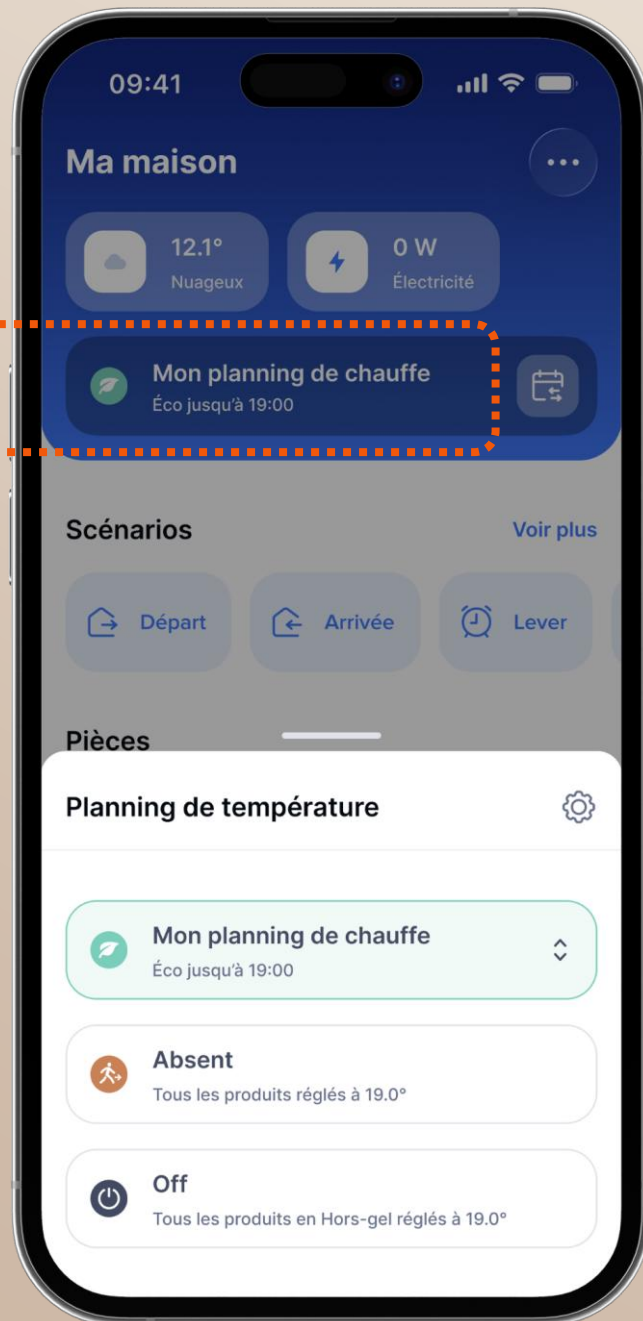 09:41
Ma maison
12.1°
Nuageux
0 W
Électricité
Mon planning de chauffe
Éco jusqu'à 19:00
Scénarios
Voir plus
Départ
Arrivée
Lever
Pièces
Planning de température
Mon planning de chauffe
Éco jusqu'à 19:00
Absent
Tous les produits réglés à 19.0°
Off
Tous les produits en Hors-gel réglés à 19.0°